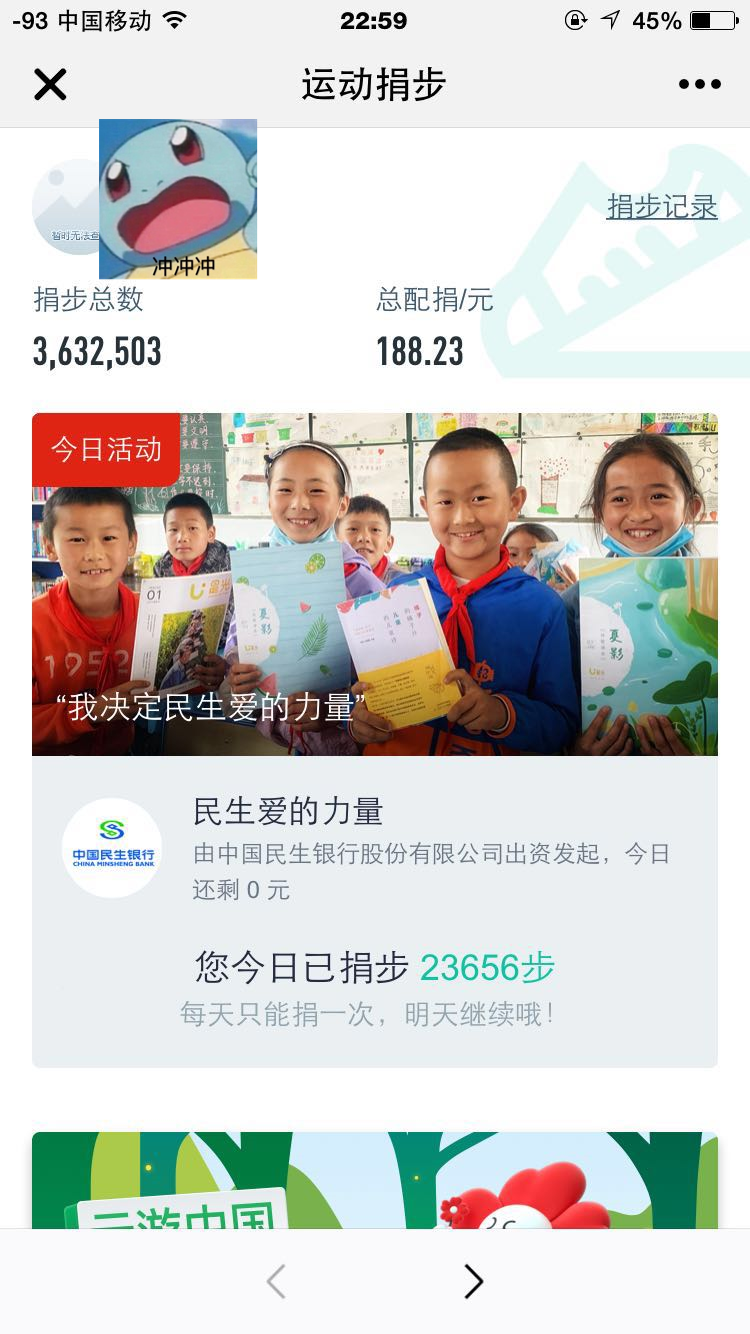 -93 中国移动
22:59
45%
运动捐步
捐步记录
暂时无法查
冲冲冲
捐步总数
总配捐/元
3,632,503
188.23
今日活动
01
夏影
夏影
1952
“我决定民生爱的力量”
中国民生银行
CHINA MINSHENG BANK
民生爱的力量
由中国民生银行股份有限公司出资发起，今日
还剩 0 元
您今日已捐步 23656步
每天只能捐一次，明天继续哦！
云游中国